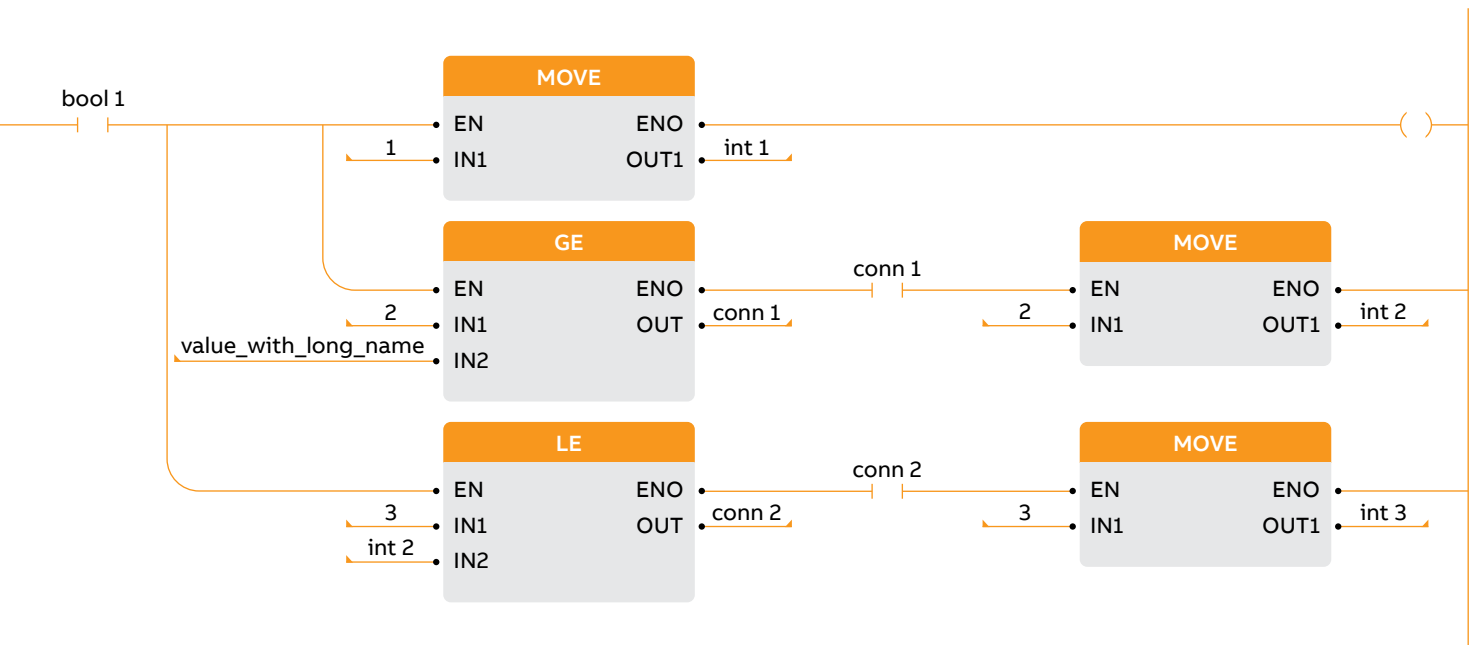 bool 1
MOVE
EN ENO
1
IN1 OUT1
int 1
GE
EN ENO
2
IN1 OUT
conn 1
value_with_long_name
IN2
conn 1
MOVE
EN ENO
2
IN1 OUT1
int 2
LE
EN ENO
3
IN1 OUT
conn 2
int 2
IN2
conn 2
MOVE
EN ENO
3
IN1 OUT1
int 3